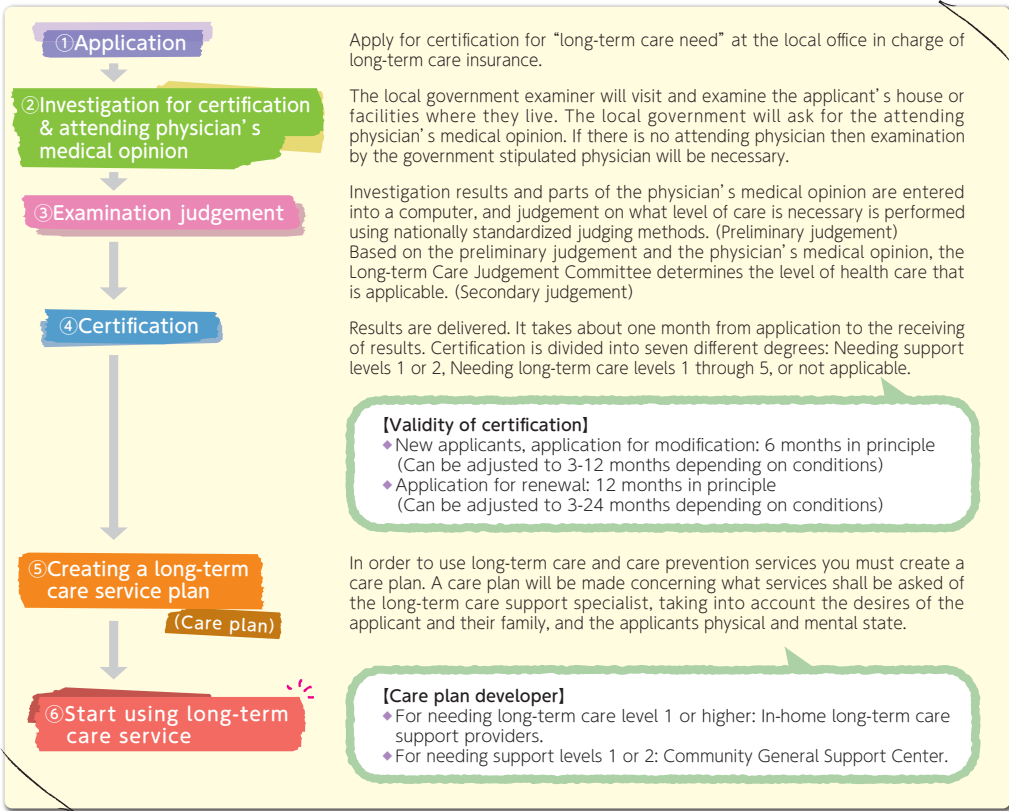 ①Application
Apply for certification for “long-term care need” at the local office in charge of
long-term care insurance.
②Investigation for certification
& attending physician’s
medical opinion
The local government examiner will visit and examine the applicant’s house or
facilities where they live. The local government will ask for the attending
physician’s medical opinion. If there is no attending physician then examination
by the government stipulated physician will be necessary.
③Examination judgement
Investigation results and parts of the physician’s medical opinion are entered
into a computer, and judgement on what level of care is necessary is performed
using nationally standardized judging methods. (Preliminary judgement)
Based on the preliminary judgement and the physician’s medical opinion, the
Long-term Care Judgement Committee determines the level of health care that
is applicable. (Secondary judgement)
④Certification
Results are delivered. It takes about one month from application to the receiving
of results. Certification is divided into seven different degrees: Needing support
levels 1 or 2, Needing long-term care levels 1 through 5, or not applicable.
【Validity of certification】
◆New applicants, application for modification: 6 months in principle
(Can be adjusted to 3-12 months depending on conditions)
◆Application for renewal: 12 months in principle
(Can be adjusted to 3-24 months depending on conditions)
⑤Creating a long-term
care service plan
(Care plan)
In order to use long-term care and care prevention services you must create a
care plan. A care plan will be made concerning what services shall be asked of
the long-term care support specialist, taking into account the desires of the
applicant and their family, and the applicants physical and mental state.
⑥Start using long-term
care service
【Care plan developer】
◆For needing long-term care level 1 or higher: In-home long-term care
support providers.
◆For needing support levels 1 or 2: Community General Support Center.